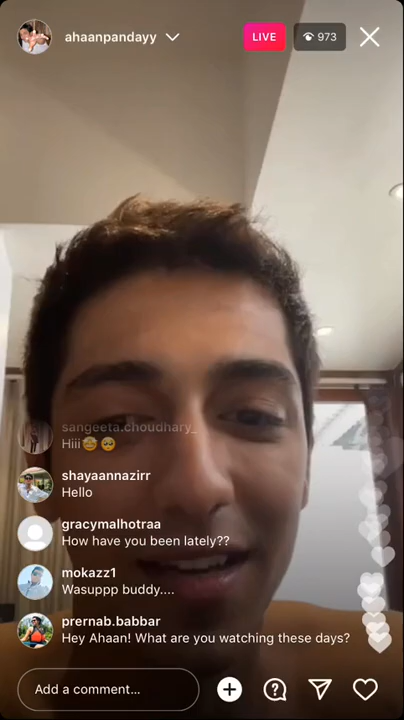 ahaanpandayy
LIVE
973
sangeeta.choudhary_
Hiii🤩🥺
shayaannazirr
Hello
gracymalhotraa
How have you been lately??
mokazz1
Wasuppp buddy....
prernab.babbar
Hey Ahaan! What are you watching these days?
Add a comment...